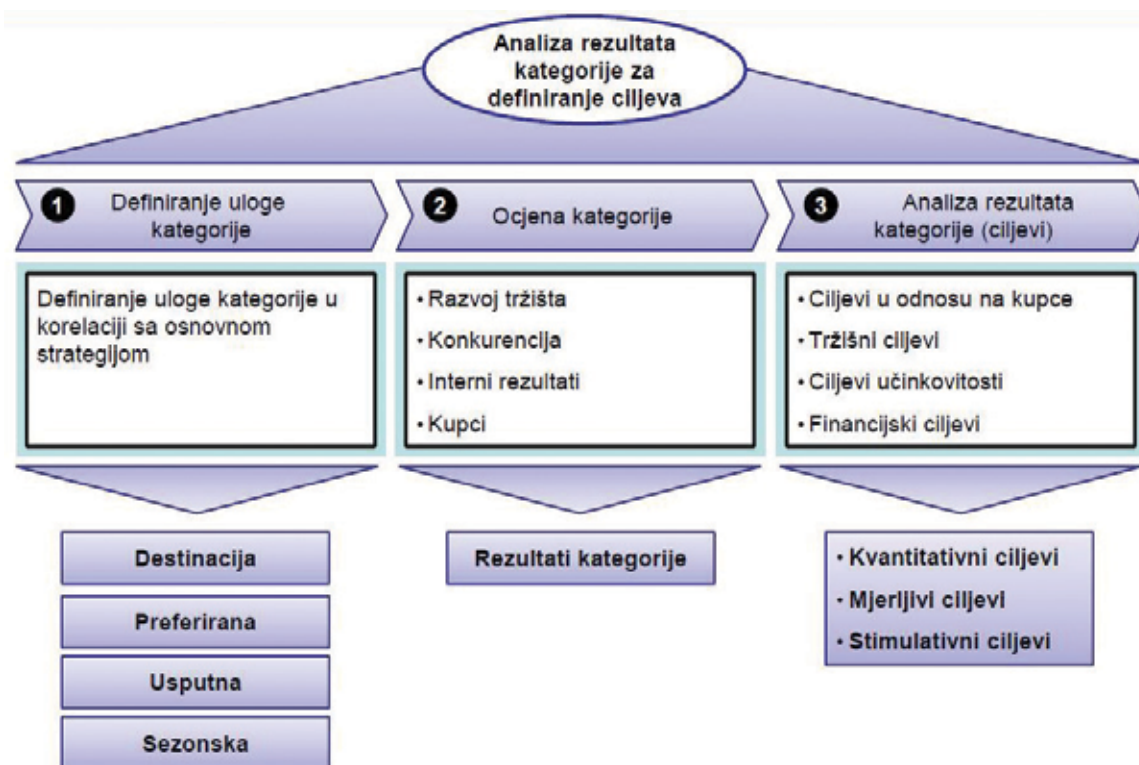 Analiza rezultata
kategorije za
definiranje ciljeva
1
Definiranje uloge
kategorije
2
Ocjena kategorije
3
Analiza rezultata
kategorije (ciljevi)
Definiranje uloge kategorije u
korelaciji sa osnovnom
strategijom
• Razvoj tržišta
• Konkurencija
• Interni rezultati
• Kupci
• Ciljevi u odnosu na kupce
• Tržišni ciljevi
• Ciljevi učinkovitosti
• Financijski ciljevi
Destinacija
Preferirana
Usputna
Sezonska
Rezultati kategorije
• Kvantitativni ciljevi
• Mjerljivi ciljevi
• Stimulativni ciljevi